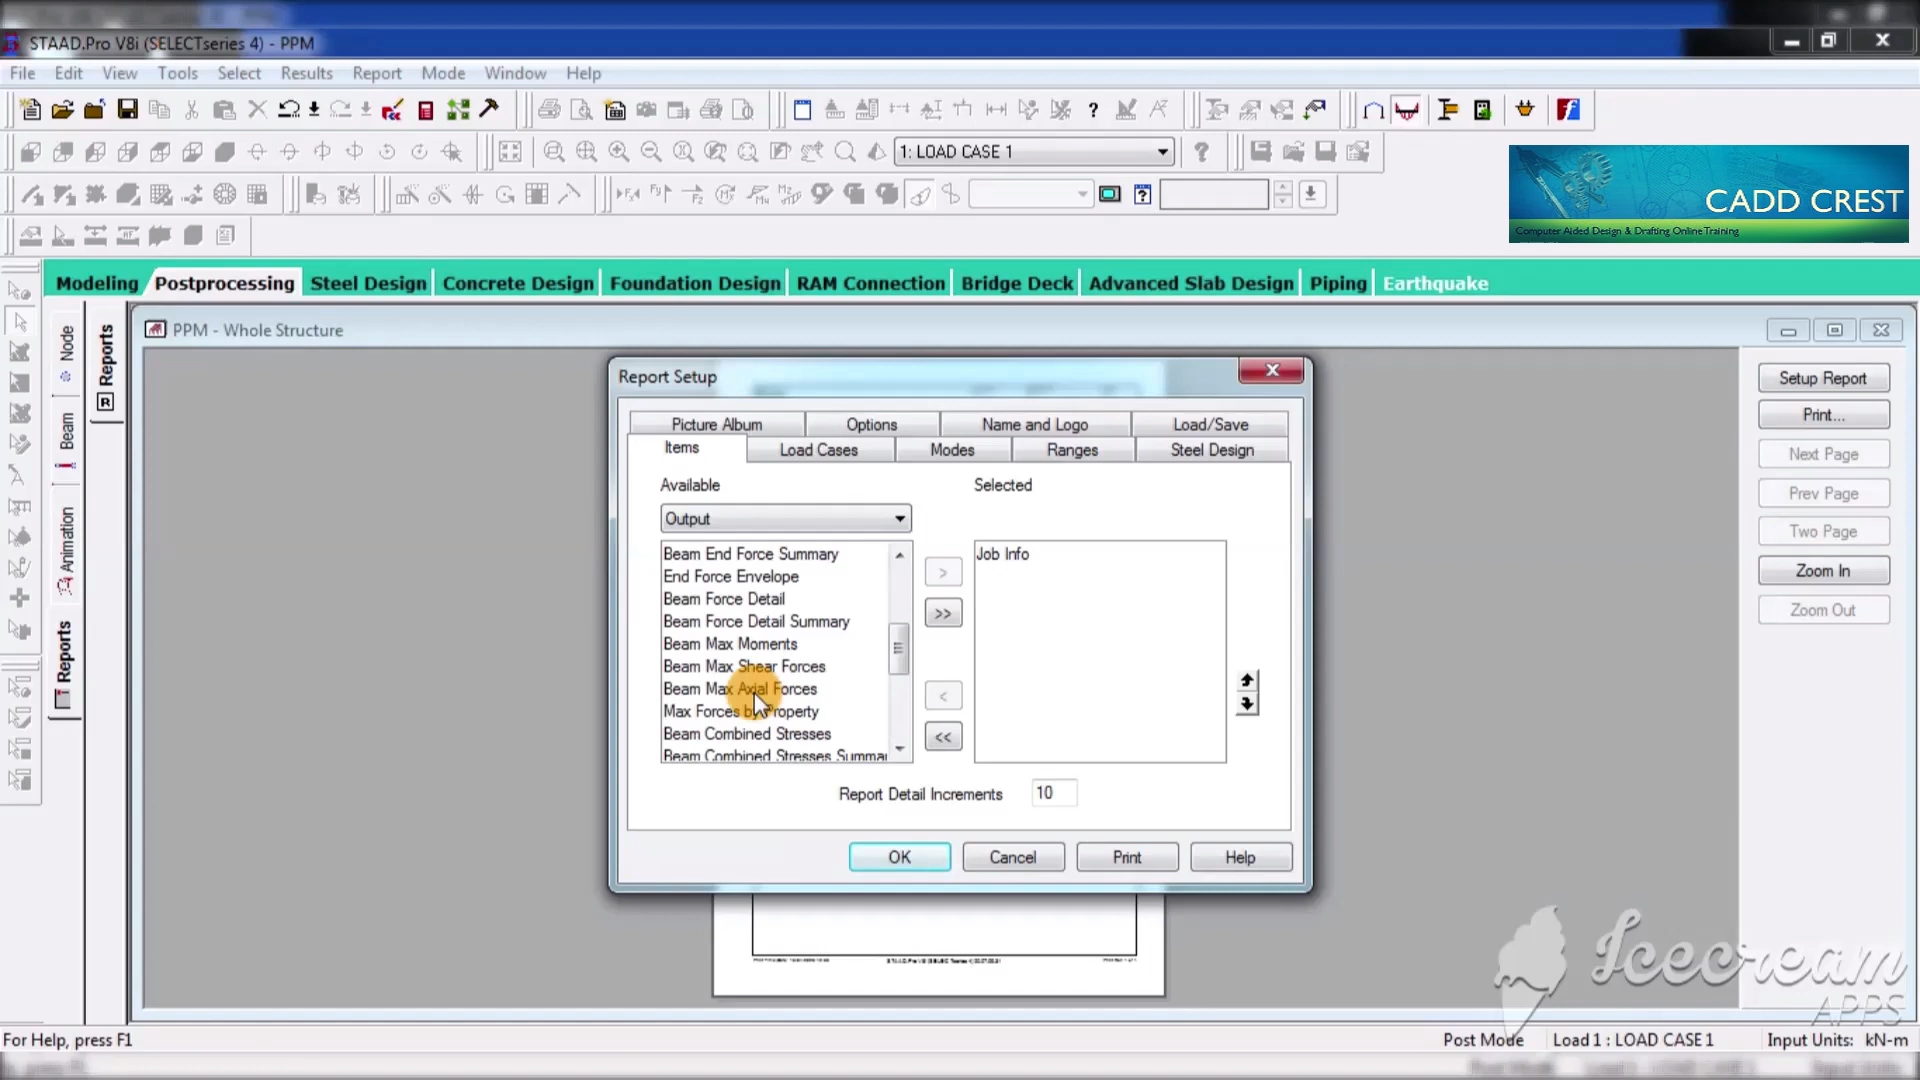 STAAD.Pro V8i (SELECTseries 4) - PPM
File Edit View Tools Select Results Report Mode Window Help
1: LOAD CASE 1
CADD CREST
Computer Aided Design & Drafting Online Training
Modeling Postprocessing Steel Design Concrete Design Foundation Design RAM Connection Bridge Deck Advanced Slab Design Piping Earthquake
Node
Beam
Animation
Reports
Reports
PPM - Whole Structure
Report Setup
Picture Album Options Name and Logo Load/Save
Items Load Cases Modes Ranges Steel Design
Available Selected
Output
Beam End Force Summary
End Force Envelope
Beam Force Detail
Beam Force Detail Summary
Beam Max Moments
Beam Max Shear Forces
Beam Max Axial Forces
Max Forces by Property
Beam Combined Stresses
Beam Combined Stresses Summar
>
>>
<
<<
Job Info
Report Detail Increments 10
OK Cancel Print Help
Setup Report
Print...
Next Page
Prev Page
Two Page
Zoom In
Zoom Out
Icecream
APPS
For Help, press F1 Post Mode Load 1 : LOAD CASE 1 Input Units: kN-m